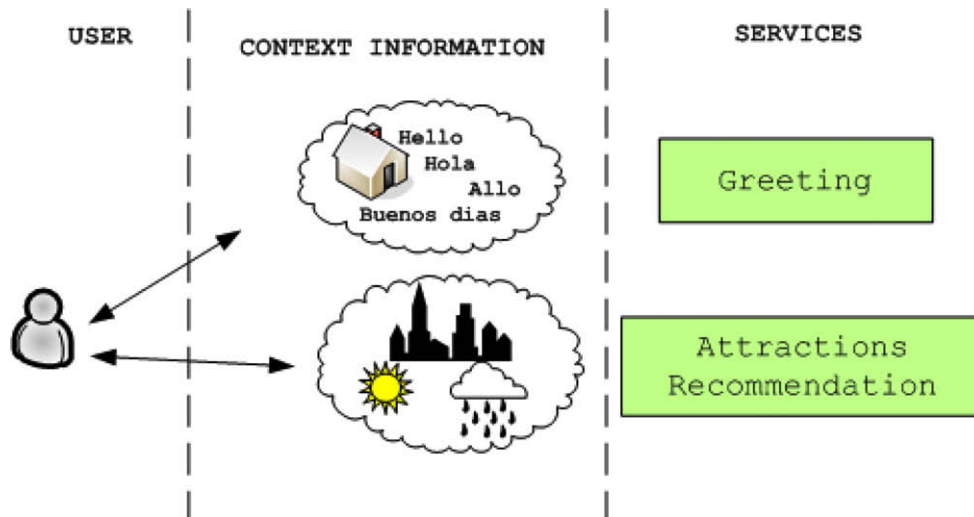 USER
CONTEXT INFORMATION
SERVICES
Hello
Hola
Allo
Buenos dias
Greeting
Attractions
Recommendation